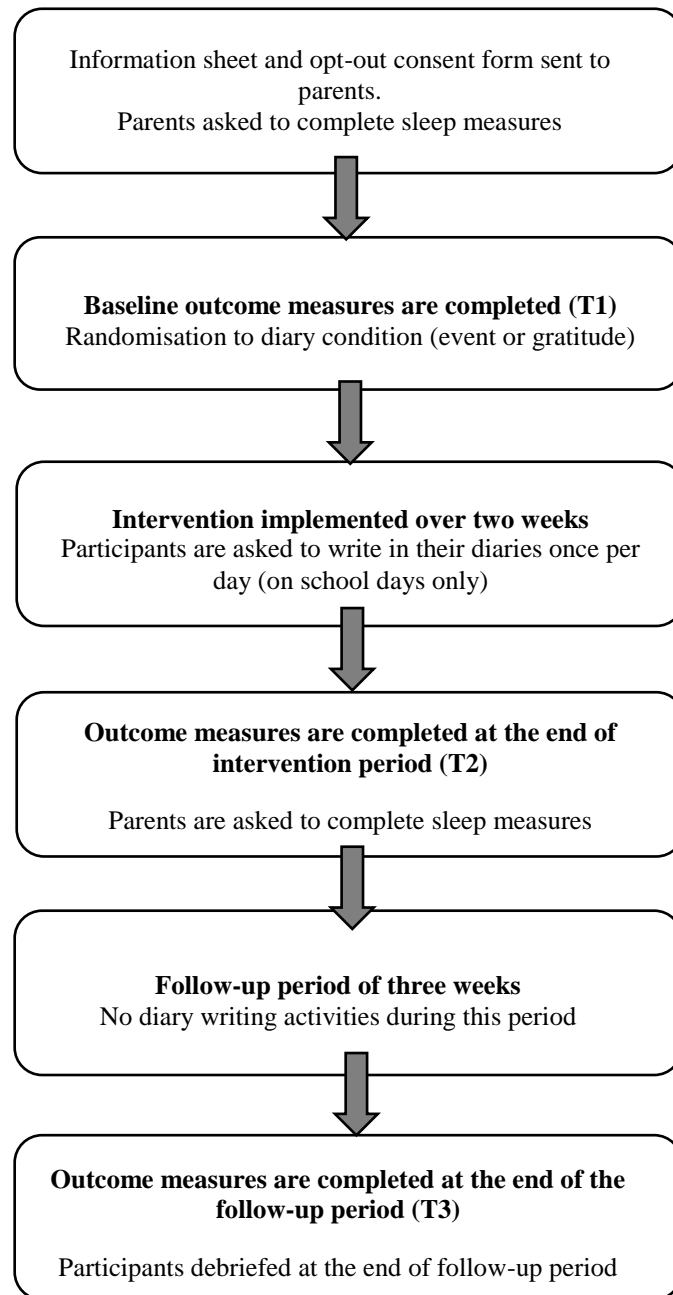 Information sheet and opt-out consent form sent to
parents.
Parents asked to complete sleep measures
Baseline outcome measures are completed (T1)
Randomisation to diary condition (event or gratitude)
Intervention implemented over two weeks
Participants are asked to write in their diaries once per
day (on school days only)
Outcome measures are completed at the end of
intervention period (T2)
Parents are asked to complete sleep measures
Follow-up period of three weeks
No diary writing activities during this period
Outcome measures are completed at the end of the
follow-up period (T3)
Participants debriefed at the end of follow-up period